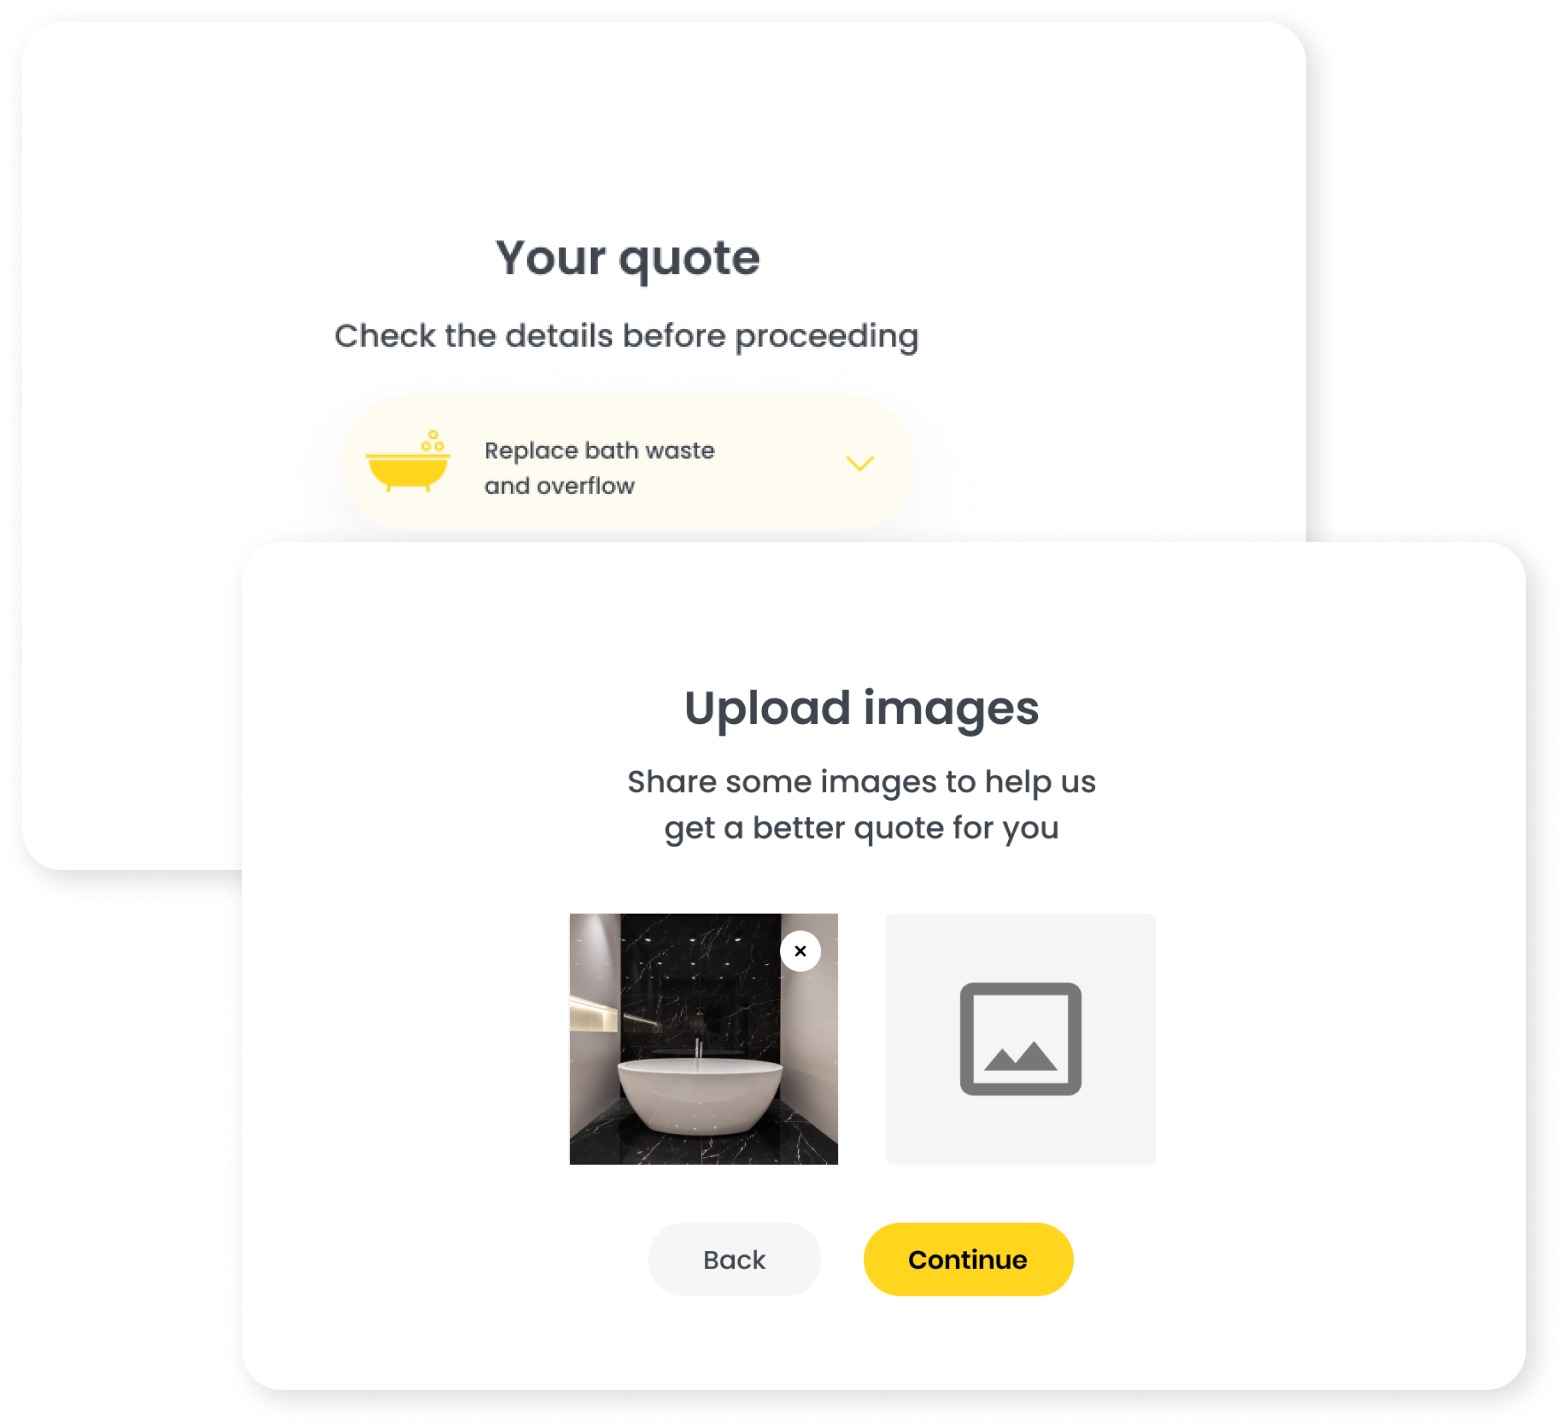 Your quote
Check the details before proceeding
Replace bath waste
and overflow
Upload images
Share some images to help us
get a better quote for you
Back
Continue